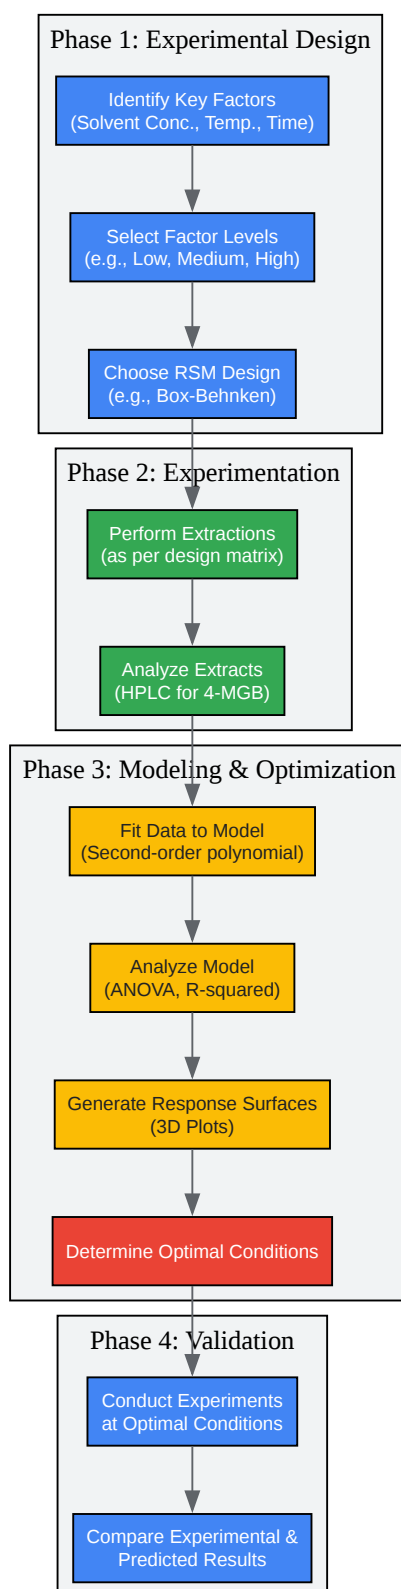 Phase 1: Experimental Design
Identify Key Factors
(Solvent Conc., Temp., Time)
Select Factor Levels
(e.g., Low, Medium, High)
Choose RSM Design
(e.g., Box-Behnken)
Phase 2: Experimentation
Perform Extractions
(as per design matrix)
Analyze Extracts
(HPLC for 4-MGB)
Phase 3: Modeling & Optimization
Fit Data to Model
(Second-order polynomial)
Analyze Model
(ANOVA, R-squared)
Generate Response Surfaces
(3D Plots)
Determine Optimal Conditions
Phase 4: Validation
Conduct Experiments
at Optimal Conditions
Compare Experimental &
Predicted Results